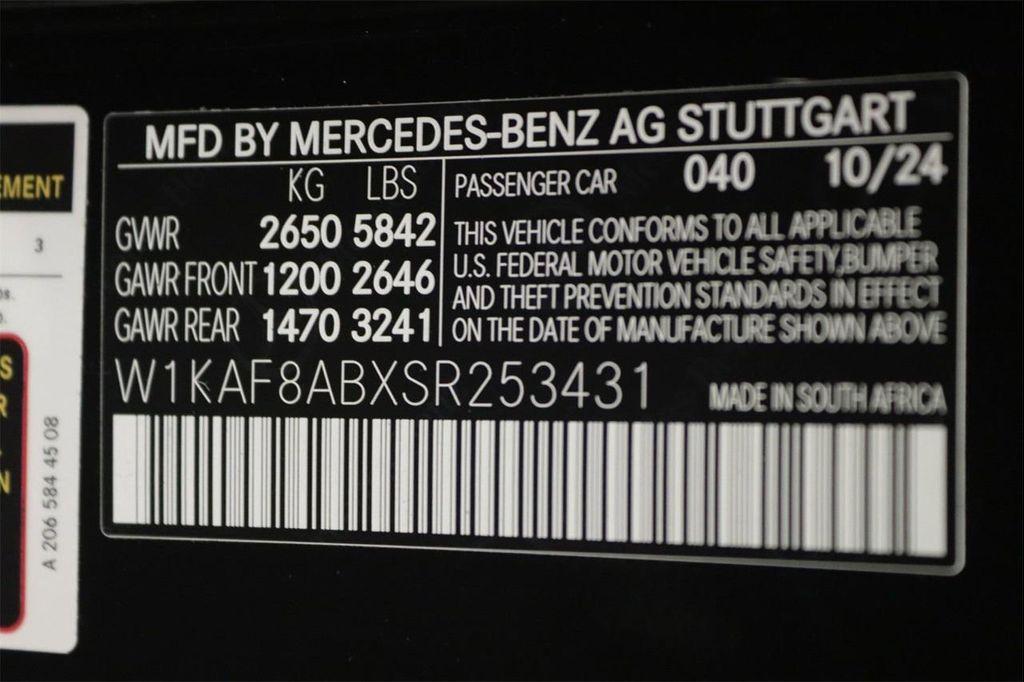 MFD BY MERCEDES-BENZ AG STUTTGART
KG LBS
GVWR 2650 5842
GAWR FRONT 1200 2646
GAWR REAR 1470 3241
PASSENGER CAR 040 10/24
THIS VEHICLE CONFORMS TO ALL APPLICABLE
U.S. FEDERAL MOTOR VEHICLE SAFETY,BUMPER
AND THEFT PREVENTION STANDARDS IN EFFECT
ON THE DATE OF MANUFACTURE SHOWN ABOVE
W1KAF8ABXSR253431
MADE IN SOUTH AFRICA
EMENT
3
S
R
N
A 206 584 45 08